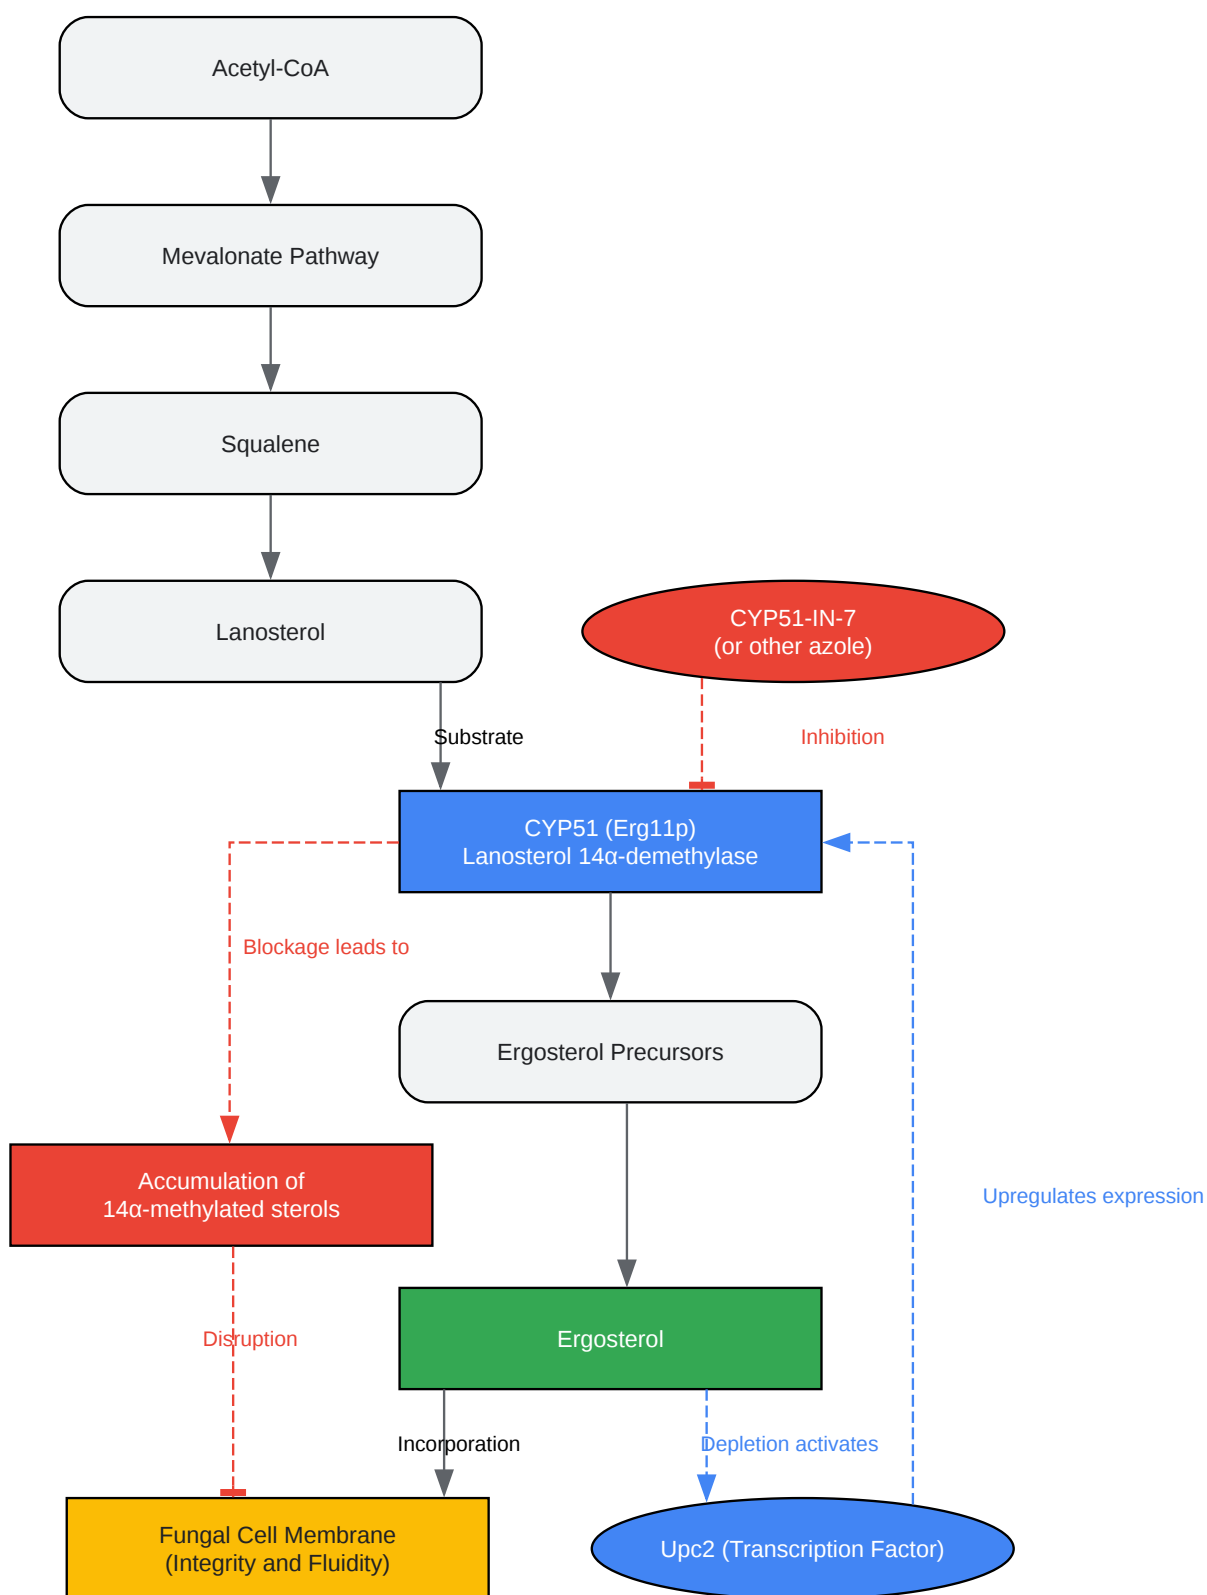 Acetyl-CoA
Mevalonate Pathway
Squalene
Lanosterol
CYP51-IN-7
(or other azole)
Substrate
Inhibition
CYP51 (Erg11p)
Lanosterol 14α-demethylase
Blockage leads to
Ergosterol Precursors
Accumulation of
14α-methylated sterols
Upregulates expression
Disruption
Ergosterol
Incorporation
Depletion activates
Fungal Cell Membrane
(Integrity and Fluidity)
Upc2 (Transcription Factor)